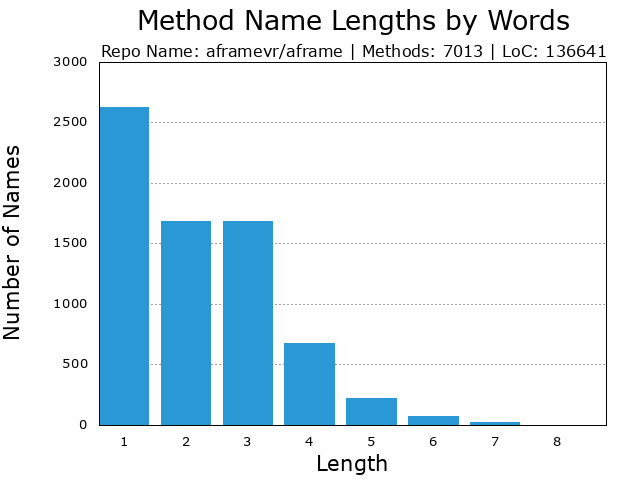 Method Name Lengths by Words
Repo Name: aframevr/aframe | Methods: 7013 | LoC: 136641
3000
2500
2000
1500
1000
500
0
Number of Names
1 2 3 4 5 6 7 8
Length